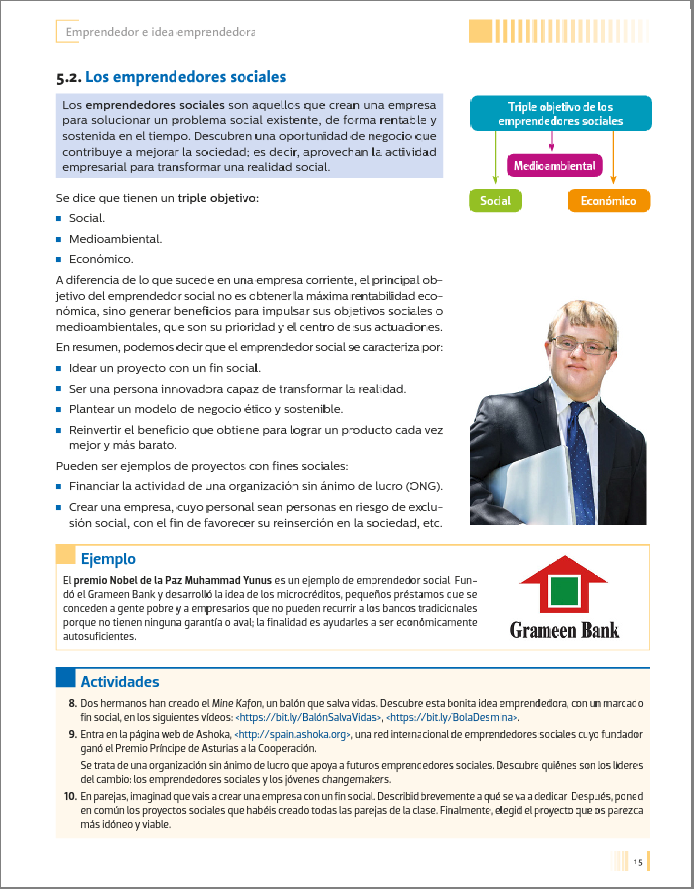 Emprendedor e idea emprendedora
5.2. Los emprendedores sociales
Los emprendedores sociales son aquellos que crean una empresa
para solucionar un problema social existente, de forma rentable y
sostenida en el tiempo. Descubren una oportunidad de negocio que
contribuye a mejorar la sociedad; es decir, aprovechan la actividad
empresarial para transformar una realidad social.
Se dice que tienen un triple objetivo:
Social.
Medioambiental.
Económico.
A diferencia de lo que sucede en una empresa corriente, el principal ob-
jetivo del emprendedor social no es obtener la máxima rentabilidad eco-
nómica, sino generar beneficios para impulsar sus objetivos sociales o
medioambientales, que son su prioridad y el centro de sus actuaciones.
En resumen, podemos decir que el emprendedor social se caracteriza por:
Idear un proyecto con un fin social.
Ser una persona innovadora capaz de transformar la realidad.
Plantear un modelo de negocio ético y sostenible.
Reinvertir el beneficio que obtiene para lograr un producto cada vez
mejor y más barato.
Pueden ser ejemplos de proyectos con fines sociales:
Financiar la actividad de una organización sin ánimo de lucro (ONG).
Crear una empresa, cuyo personal sean personas en riesgo de exclu-
sión social, con el fin de favorecer su reinserción en la sociedad, etc.
Triple objetivo de los
emprendedores sociales
Medioambiental
Social
Económico
Ejemplo
El premio Nobel de la Paz Muhammad Yunus es un ejemplo de emprendedor social. Fun-
dó el Grameen Bank y desarrolló la idea de los microcréditos, pequeños préstamos que se
conceden a gente pobre y a empresarios que no pueden recurrir a los bancos tradicionales
porque no tienen ninguna garantía o aval; la finalidad es ayudarles a ser económicamente
autosuficientes.
Grameen Bank
Actividades
8. Dos hermanos han creado el Mine Kafon, un balón que salva vidas. Descubre esta bonita idea emprendedora, con un marcado
fin social, en los siguientes vídeos: <https://bit.ly/BalónSalvaVidas>, <https://bit.ly/BolaDesmina>.
9. Entra en la página web de Ashoka, <http://spain.ashoka.org>, una red internacional de emprendedores sociales cuyo fundador
ganó el Premio Príncipe de Asturias a la Cooperación.
Se trata de una organización sin ánimo de lucro que apoya a futuros emprendedores sociales. Descubre quiénes son los líderes
del cambio: los emprendedores sociales y los jóvenes changemakers.
10. En parejas, imaginad que vais a crear una empresa con un fin social. Describid brevemente a qué se va a dedicar. Después, poned
en común los proyectos sociales que habéis creado todas las parejas de la clase. Finalmente, elegid el proyecto que os parezca
más idóneo y viable.
15